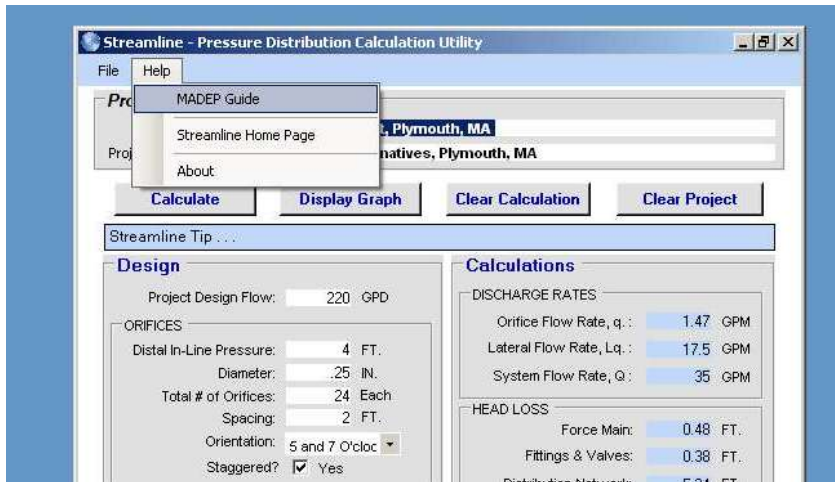 Streamline - Pressure Distribution Calculation Utility
File Help
MADEP Guide
Streamline Home Page
About
Plymouth, MA
natives, Plymouth, MA
Calculate Display Graph Clear Calculation Clear Project
Streamline Tip . . .
Design
Project Design Flow: 220 GPD
ORIFICES
Distal In-Line Pressure: 4 FT.
Diameter: .25 IN.
Total # of Orifices: 24 Each
Spacing: 2 FT.
Orientation: 5 and 7 O'cloc
Staggered? Yes
Calculations
DISCHARGE RATES
Orifice Flow Rate, q. : 1.47 GPM
Lateral Flow Rate, Lq. : 17.5 GPM
System Flow Rate, Q : 35 GPM
HEAD LOSS
Force Main: 0.48 FT.
Fittings & Valves: 0.38 FT.